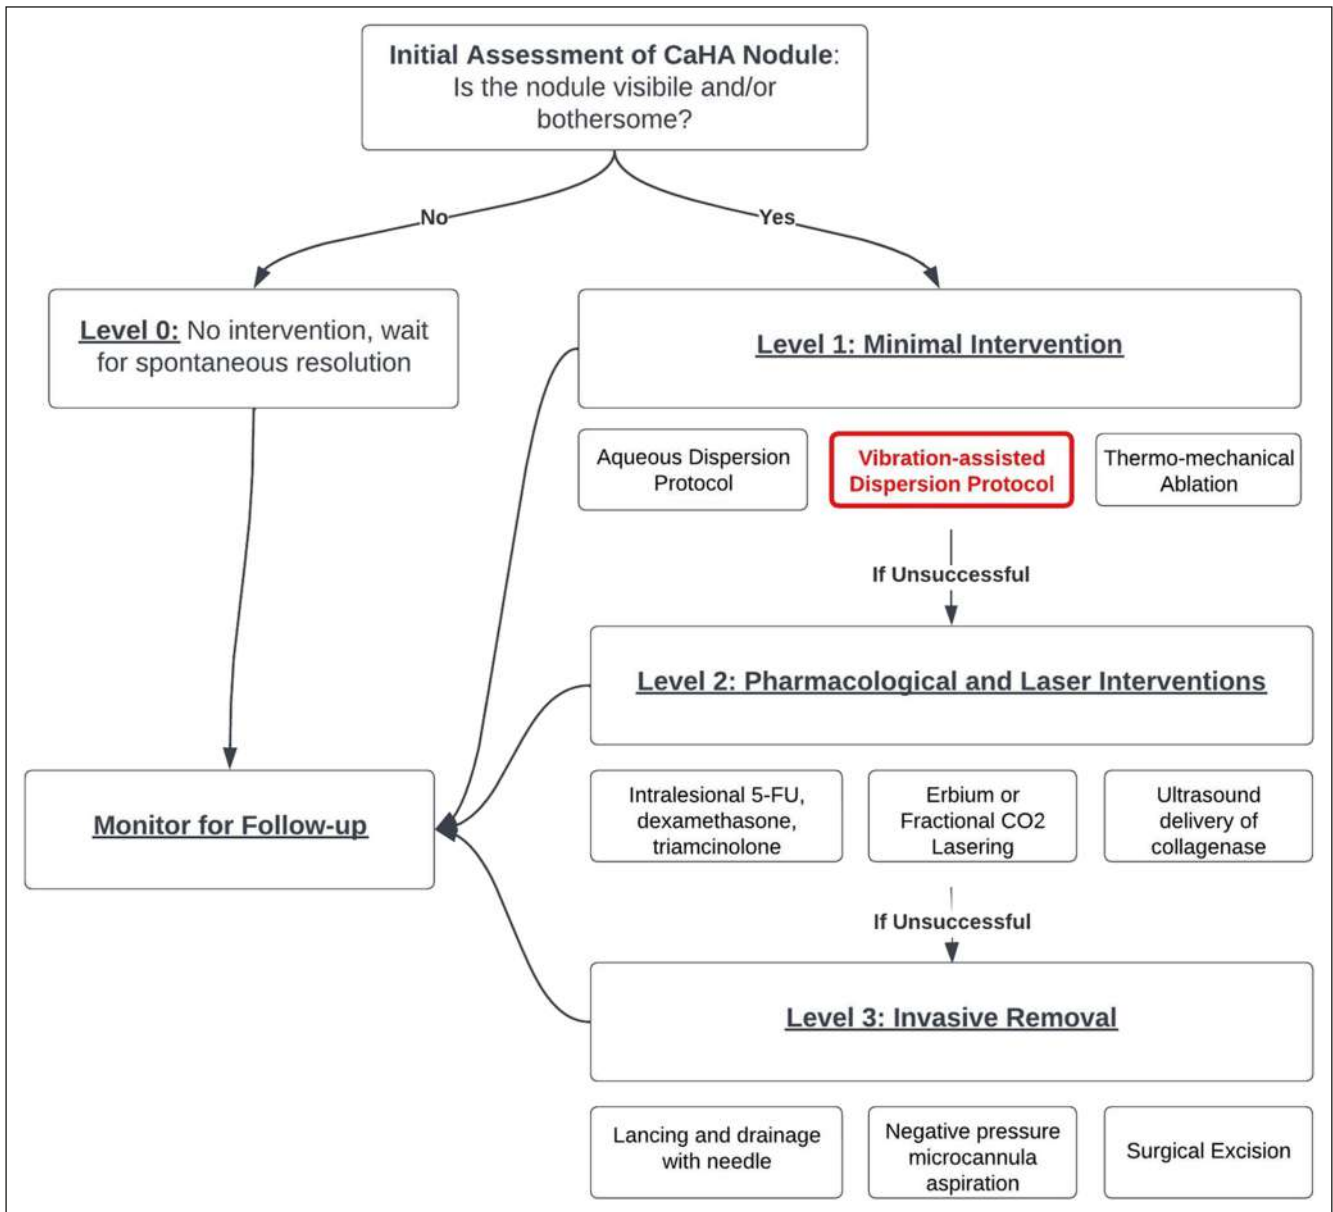 Initial Assessment of CaHA Nodule:
Is the nodule visibile and/or
bothersome?
No
Yes
Level 0: No intervention, wait
for spontaneous resolution
Level 1: Minimal Intervention
Aqueous Dispersion
Protocol
Vibration-assisted
Dispersion Protocol
Thermo-mechanical
Ablation
If Unsuccessful
Level 2: Pharmacological and Laser Interventions
Monitor for Follow-up
Intralesional 5-FU,
dexamethasone,
triamcinolone
Erbium or
Fractional CO2
Lasering
Ultrasound
delivery of
collagenase
If Unsuccessful
Level 3: Invasive Removal
Lancing and drainage
with needle
Negative pressure
microcannula
aspiration
Surgical Excision